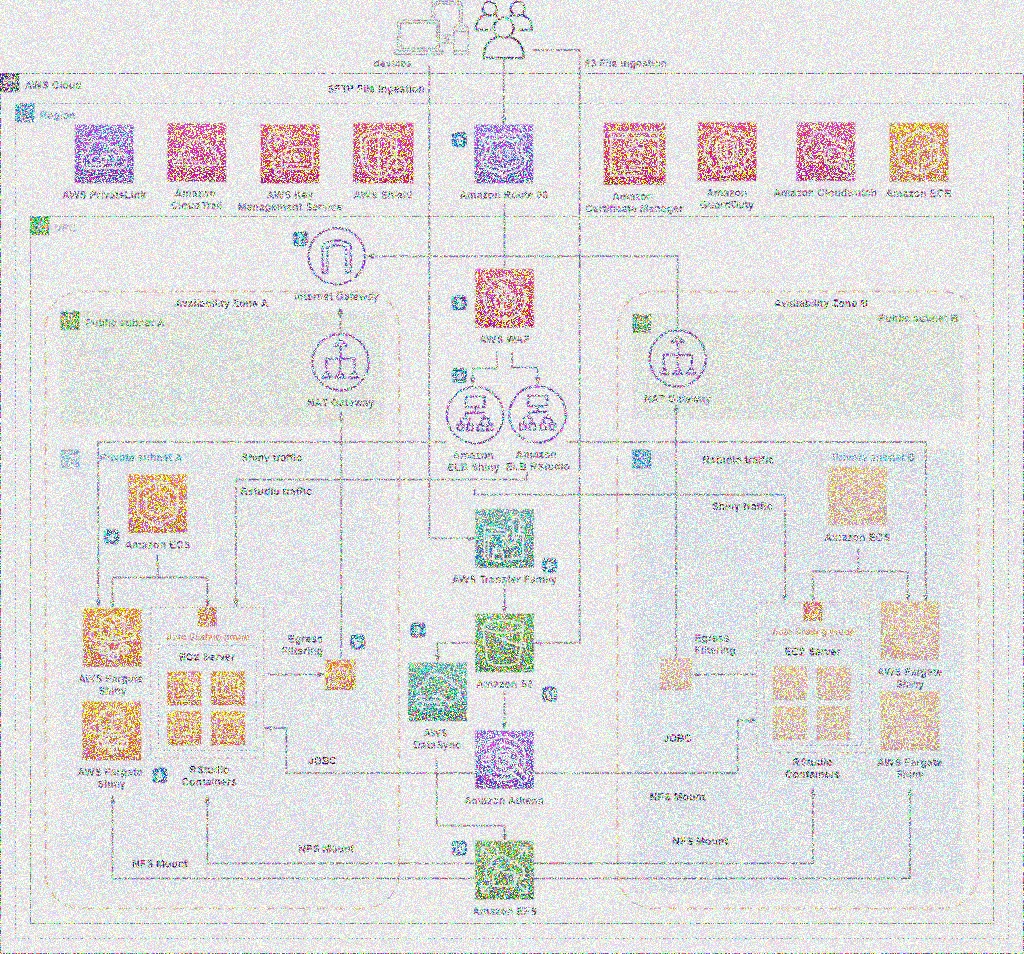 devices
S3 File Ingestion
AWS Cloud
SFTP File Ingestion
Region
AWS PrivateLink
Amazon
CloudTrail
AWS Key
Management Service
AWS Shield
Amazon Route 53
Amazon
Certificate Manager
Amazon
GuardDuty
Amazon CloudWatch
Amazon ECR
VPC
Internet Gateway
Availability Zone A
Availability Zone B
Public subnet A
Public subnet B
AWS WAF
NAT Gateway
NAT Gateway
Amazon
ELB Shiny
Amazon
ELB RStudio
Private subnet A
Shiny traffic
Rstudio traffic
Private subnet B
Rstudio traffic
Shiny traffic
Amazon ECS
Amazon ECS
AWS Transfer Family
Auto Scaling group
EC2 Server
Egress
Filtering
Egress
Filtering
Auto Scaling group
EC2 Server
AWS Fargate
Shiny
Amazon S3
AWS Fargate
Shiny
AWS
DataSync
JDBC
JDBC
AWS Fargate
Shiny
RStudio
Containers
Amazon Athena
RStudio
Containers
AWS Fargate
Shiny
NFS Mount
NFS Mount
NFS Mount
NFS Mount
Amazon EFS